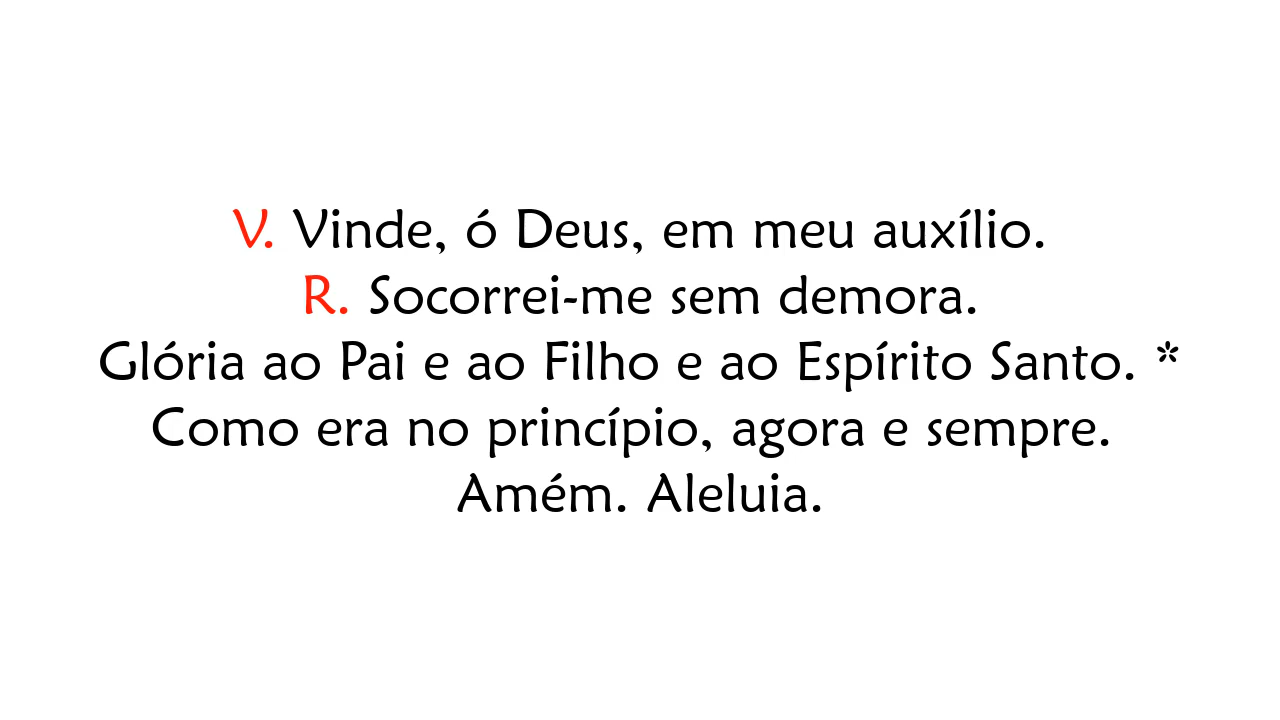 V. Vinde, ó Deus, em meu auxílio.
R. Socorrei-me sem demora.
Glória ao Pai e ao Filho e ao Espírito Santo. *
Como era no princípio, agora e sempre.
Amém. Aleluia.